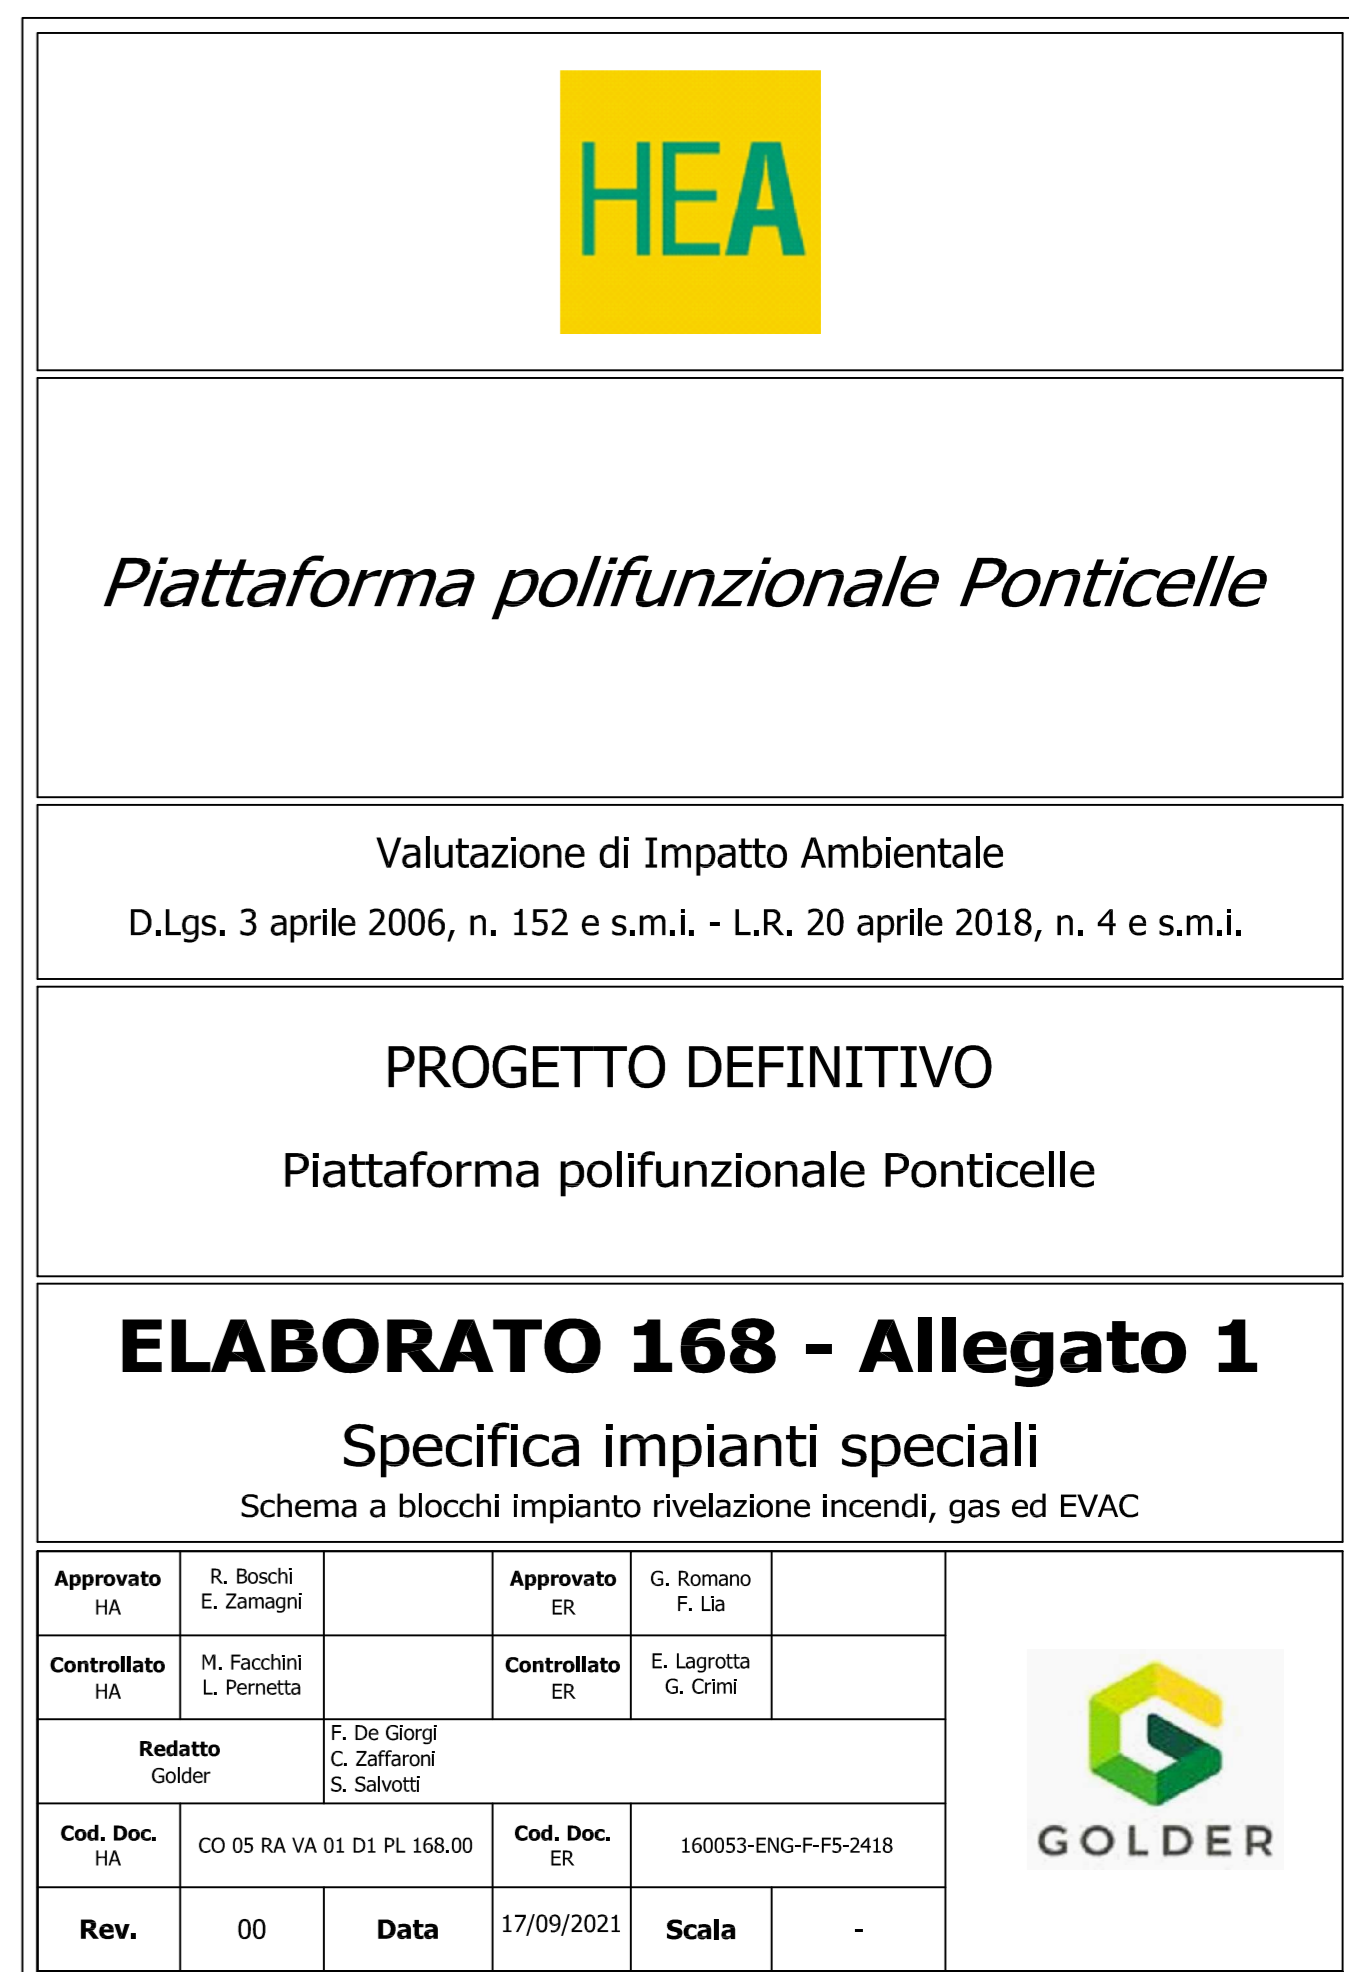 HEA
Piattaforma polifunzionale Ponticelle
Valutazione di Impatto Ambientale
D.Lgs. 3 aprile 2006, n. 152 e s.m.i. - L.R. 20 aprile 2018, n. 4 e s.m.i.
PROGETTO DEFINITIVO
Piattaforma polifunzionale Ponticelle
ELABORATO 168 - Allegato 1
Specifica impianti speciali
Schema a blocchi impianto rivelazione incendi, gas ed EVAC
Approvato
HA
R. Boschi
E. Zamagni
Approvato
ER
G. Romano
F. Lia
Controllato
HA
M. Facchini
L. Pernetta
Controllato
ER
E. Lagrotta
G. Crimi
Redatto
Golder
F. De Giorgi
C. Zaffaroni
S. Salvotti
Cod. Doc.
HA
CO 05 RA VA 01 D1 PL 168.00
Cod. Doc.
ER
160053-ENG-F-F5-2418
Rev.
00
Data
17/09/2021
Scala
-
GOLDER